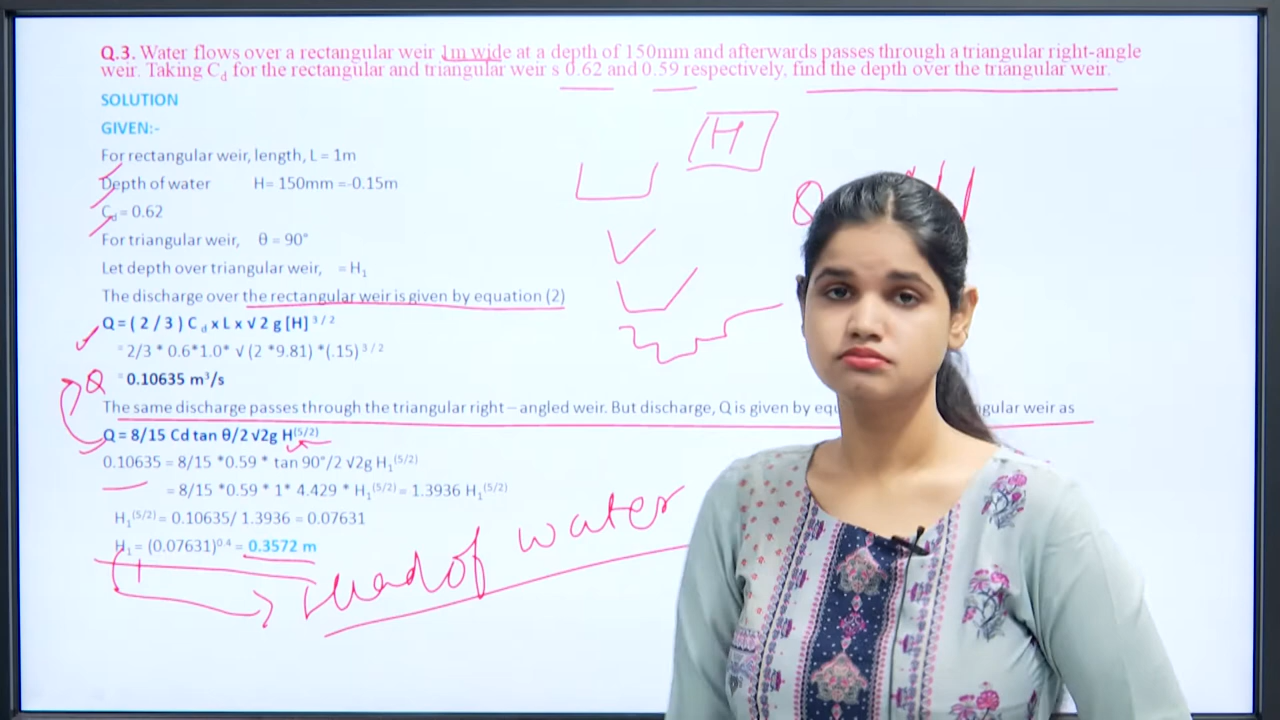 Q.3. Water flows over a rectangular weir 1m wide at a depth of 150mm and afterwards passes through a triangular right-angle
weir. Taking Cd for the rectangular and triangular weir s 0.62 and 0.59 respectively, find the depth over the triangular weir.
SOLUTION
GIVEN:-
H
For rectangular weir, length, L = 1m
Depth of water H= 150mm =-0.15m
Q
Cd = 0.62
For triangular weir, θ = 90°
Let depth over triangular weir, = H₁
The discharge over the rectangular weir is given by equation (2)
Q = ( 2 / 3 ) C d x L x √ 2 g [H] 3 / 2
= 2/3 * 0.6*1.0* √ (2 *9.81) *(.15) 3 / 2
Q = 0.10635 m³/s
The same discharge passes through the triangular right – angled weir. But discharge, Q is given by weir as
Q = 8/15 Cd tan θ/2 √2g H(5/2)
0.10635 = 8/15 *0.59 * tan 90°/2 √2g H₁(5/2)
= 8/15 *0.59 * 1* 4.429 * H₁(5/2) = 1.3936 H₁(5/2)
H₁(5/2) = 0.10635/ 1.3936 = 0.07631
H₁ = (0.07631)0.4 = 0.3572 m
Head of water